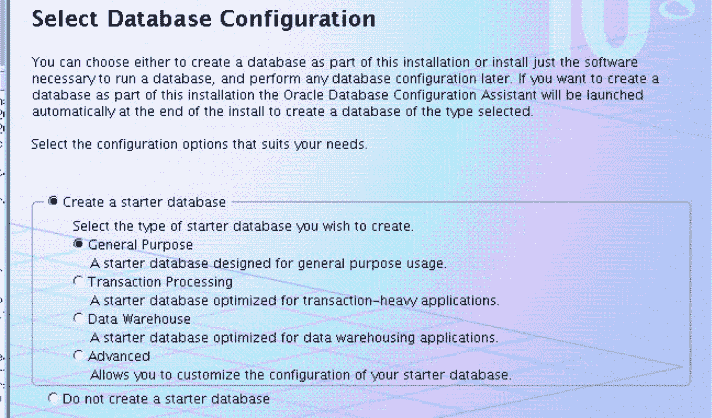 Select Database Configuration
You can choose either to create a database as part of this installation or install just the software
necessary to run a database, and perform any database configuration later. If you want to create a
database as part of this installation the Oracle Database Configuration Assistant will be launched
automatically at the end of the install to create a database of the type selected.
Select the configuration options that suits your needs.
Create a starter database
Select the type of starter database you wish to create.
General Purpose
A starter database designed for general purpose usage.
Transaction Processing
A starter database optimized for transaction-heavy applications.
Data Warehouse
A starter database optimized for data warehousing applications.
Advanced
Allows you to customize the configuration of your starter database.
Do not create a starter database